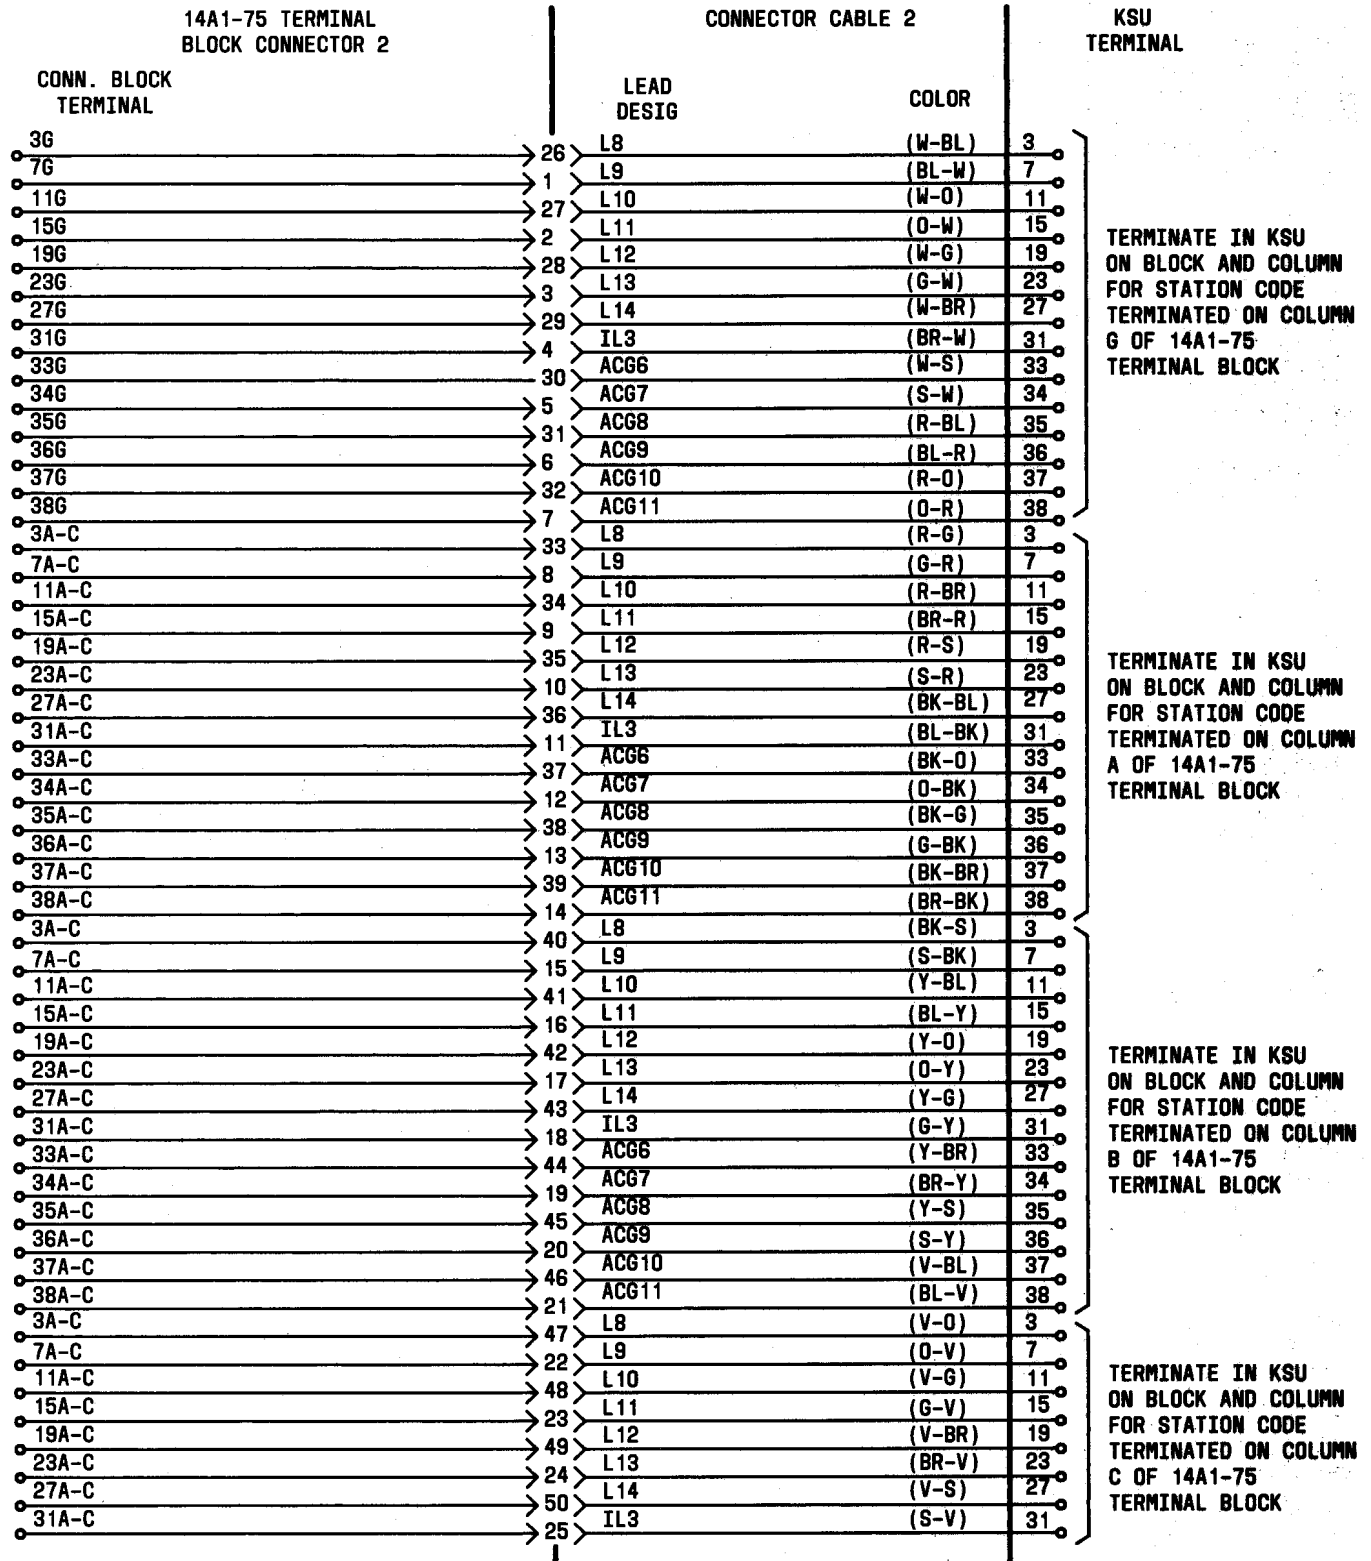 14A1-75 TERMINAL
BLOCK CONNECTOR 2
CONNECTOR CABLE 2
KSU
TERMINAL
CONN. BLOCK
TERMINAL
LEAD
DESIG
COLOR
3G 26 L8 (W-BL) 3
7G 1 L9 (BL-W) 7
11G 27 L10 (W-O) 11
15G 2 L11 (O-W) 15
19G 28 L12 (W-G) 19
23G 3 L13 (G-W) 23
27G 29 L14 (W-BR) 27
31G 4 IL3 (BR-W) 31
33G 30 ACG6 (W-S) 33
34G 5 ACG7 (S-W) 34
35G 31 ACG8 (R-BL) 35
36G 6 ACG9 (BL-R) 36
37G 32 ACG10 (R-O) 37
38G 7 ACG11 (O-R) 38
TERMINATE IN KSU
ON BLOCK AND COLUMN
FOR STATION CODE
TERMINATED ON COLUMN
G OF 14A1-75
TERMINAL BLOCK
3A-C 33 L8 (R-G) 3
7A-C 8 L9 (G-R) 7
11A-C 34 L10 (R-BR) 11
15A-C 9 L11 (BR-R) 15
19A-C 35 L12 (R-S) 19
23A-C 10 L13 (S-R) 23
27A-C 36 L14 (BK-BL) 27
31A-C 11 IL3 (BL-BK) 31
33A-C 37 ACG6 (BK-O) 33
34A-C 12 ACG7 (O-BK) 34
35A-C 38 ACG8 (BK-G) 35
36A-C 13 ACG9 (G-BK) 36
37A-C 39 ACG10 (BK-BR) 37
38A-C 14 ACG11 (BR-BK) 38
TERMINATE IN KSU
ON BLOCK AND COLUMN
FOR STATION CODE
TERMINATED ON COLUMN
A OF 14A1-75
TERMINAL BLOCK
3A-C 40 L8 (BK-S) 3
7A-C 15 L9 (S-BK) 7
11A-C 41 L10 (Y-BL) 11
15A-C 16 L11 (BL-Y) 15
19A-C 42 L12 (Y-O) 19
23A-C 17 L13 (O-Y) 23
27A-C 43 L14 (Y-G) 27
31A-C 18 IL3 (G-Y) 31
33A-C 44 ACG6 (Y-BR) 33
34A-C 19 ACG7 (BR-Y) 34
35A-C 45 ACG8 (Y-S) 35
36A-C 20 ACG9 (S-Y) 36
37A-C 46 ACG10 (V-BL) 37
38A-C 21 ACG11 (BL-V) 38
TERMINATE IN KSU
ON BLOCK AND COLUMN
FOR STATION CODE
TERMINATED ON COLUMN
B OF 14A1-75
TERMINAL BLOCK
3A-C 47 L8 (V-O) 3
7A-C 22 L9 (O-V) 7
11A-C 48 L10 (V-G) 11
15A-C 23 L11 (G-V) 15
19A-C 49 L12 (V-BR) 19
23A-C 24 L13 (BR-V) 23
27A-C 50 L14 (V-S) 27
31A-C 25 IL3 (S-V) 31
TERMINATE IN KSU
ON BLOCK AND COLUMN
FOR STATION CODE
TERMINATED ON COLUMN
C OF 14A1-75
TERMINAL BLOCK